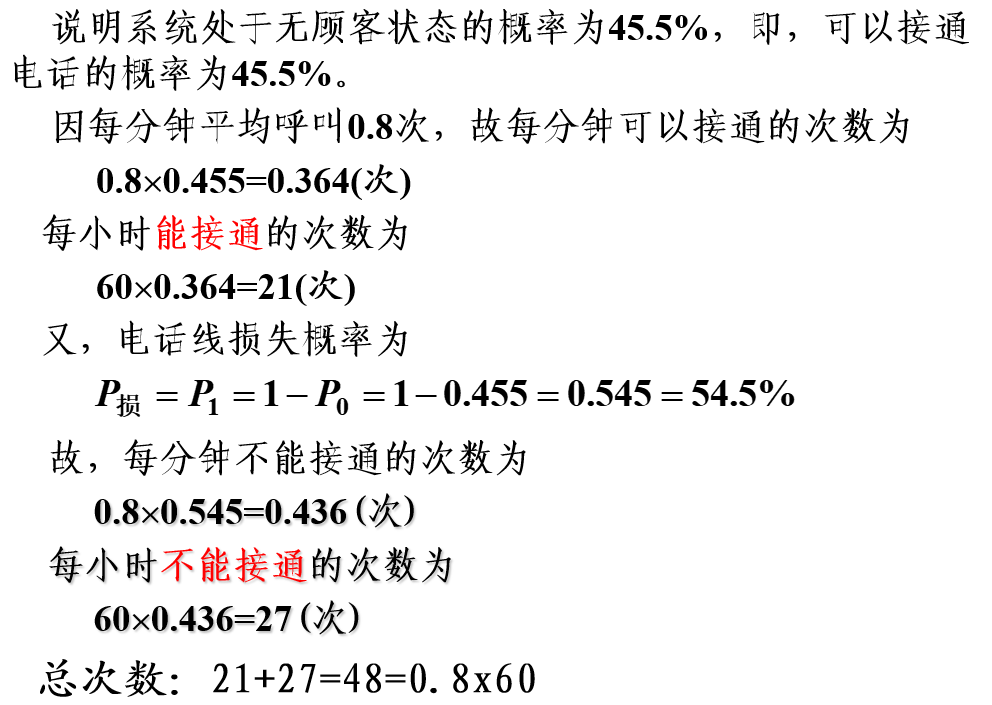 说明系统处于无顾客状态的概率为45.5%，即，可以接通
电话的概率为45.5%。
因每分钟平均呼叫0.8次，故每分钟可以接通的次数为
0.8×0.455=0.364(次)
每小时能接通的次数为
60×0.364=21(次)
又，电话线损失概率为
P损 = P1 = 1 − P0 = 1 − 0.455 = 0.545 = 54.5%
故，每分钟不能接通的次数为
0.8×0.545=0.436(次)
每小时不能接通的次数为
60×0.436=27(次)
总次数: 21+27=48=0.8x60